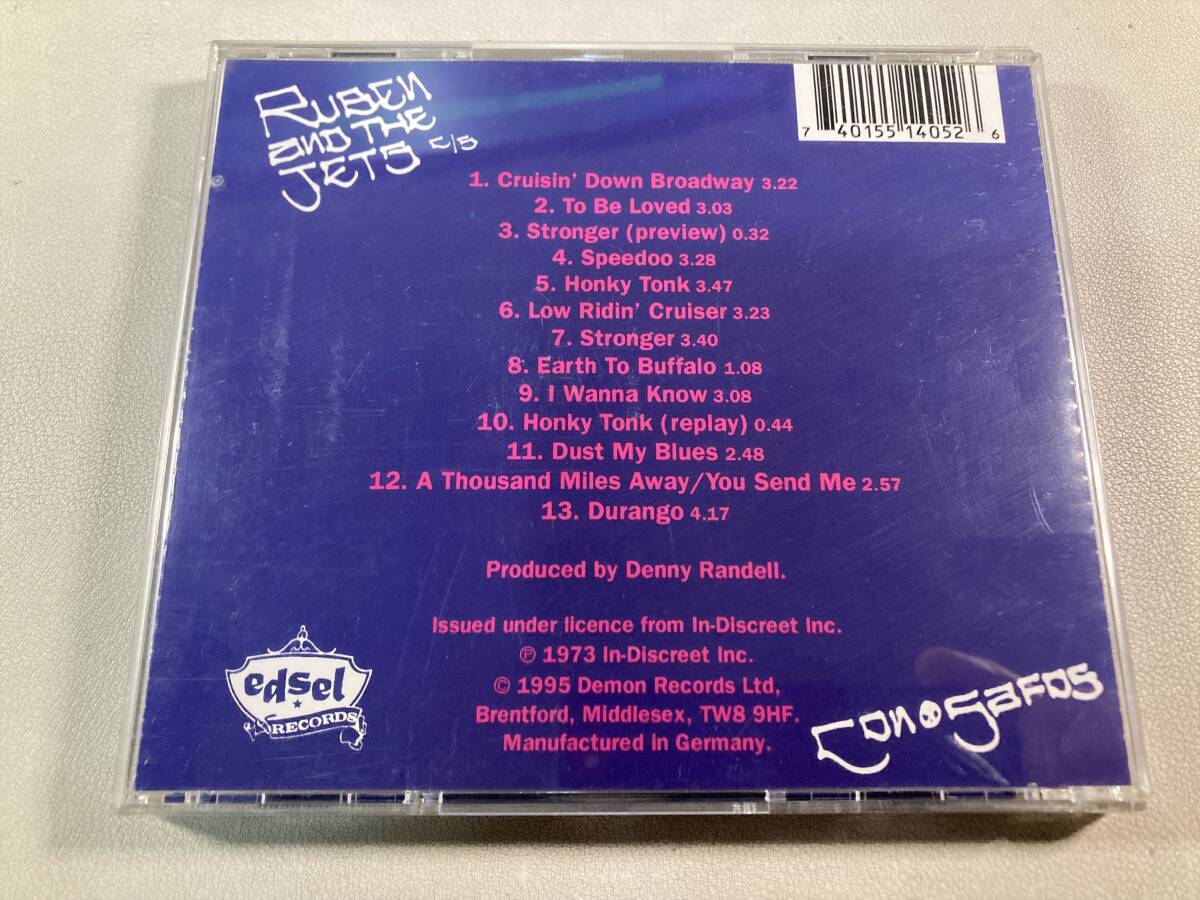 RUBEN
AND THE
JETS C/S
7 40155 14052 6
1. Cruisin' Down Broadway 3.22
2. To Be Loved 3.03
3. Stronger (preview) 0.32
4. Speedoo 3.28
5. Honky Tonk 3.47
6. Low Ridin' Cruiser 3.23
7. Stronger 3.40
8. Earth To Buffalo 1.08
9. I Wanna Know 3.08
10. Honky Tonk (replay) 0.44
11. Dust My Blues 2.48
12. A Thousand Miles Away/You Send Me 2.57
13. Durango 4.17
Produced by Denny Randell.
Issued under licence from In-Discreet Inc.
℗ 1973 In-Discreet Inc.
© 1995 Demon Records Ltd,
Brentford, Middlesex, TW8 9HF.
Manufactured in Germany.
edsel
RECORDS
CON SAFOS